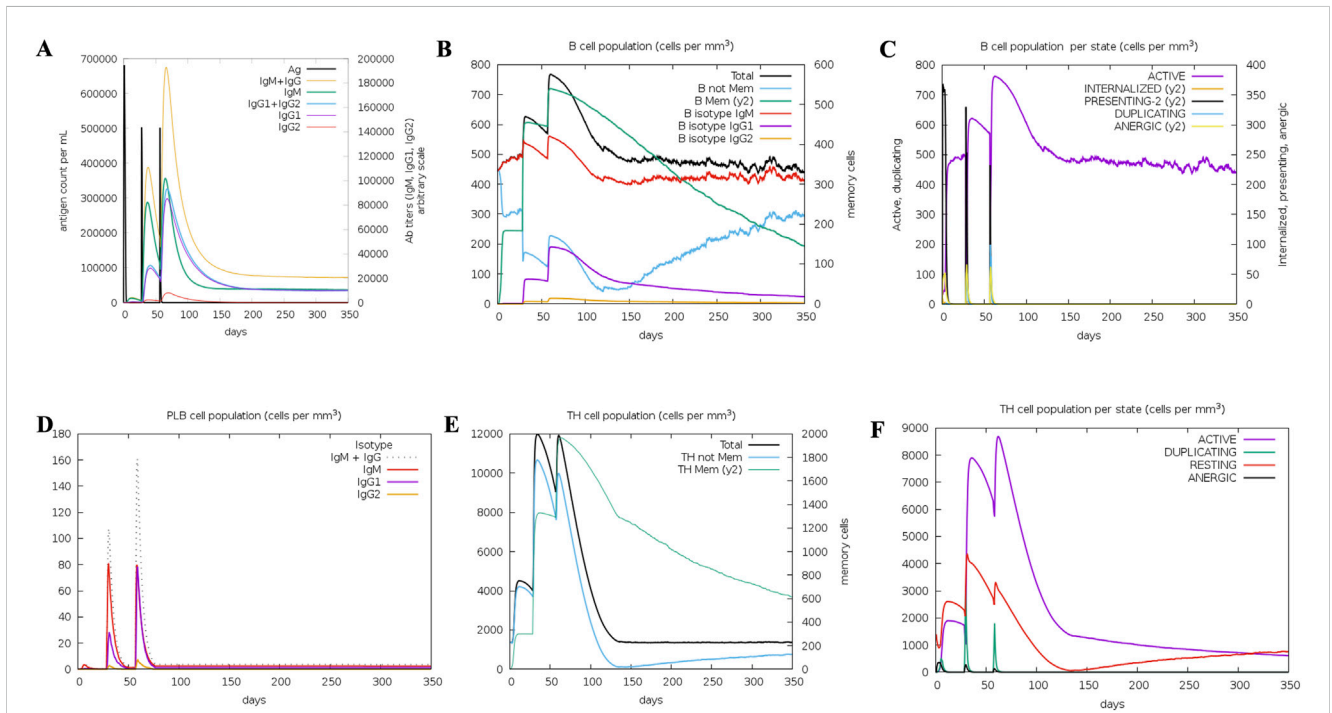 A
700000
600000
500000
400000
300000
200000
100000
0
antigen count per mL
0 50 100 150 200 250 300 350
days
200000
180000
160000
140000
120000
100000
80000
60000
40000
20000
0
Ab titers (IgM, IgG1, IgG2)
arbitrary scale
Ag
IgM+IgG
IgM
IgG1+IgG2
IgG1
IgG2
B
B cell population (cells per mm³)
800
700
600
500
400
300
200
100
0
0 50 100 150 200 250 300 350
days
600
500
400
300
200
100
0
memory cells
Total
B not Mem
B Mem (y2)
B isotype IgM
B isotype IgG1
B isotype IgG2
C
B cell population per state (cells per mm³)
800
700
600
500
400
300
200
100
0
Active, duplicating
0 50 100 150 200 250 300 350
days
400
350
300
250
200
150
100
50
0
Internalized, presenting, anergic
ACTIVE
INTERNALIZED (y2)
PRESENTING-2 (y2)
DUPLICATING
ANERGIC (y2)
D
PLB cell population (cells per mm³)
180
160
140
120
100
80
60
40
20
0
0 50 100 150 200 250 300 350
days
Isotype
IgM + IgG
IgM
IgG1
IgG2
E
TH cell population (cells per mm³)
12000
10000
8000
6000
4000
2000
0
0 50 100 150 200 250 300 350
days
2000
1800
1600
1400
1200
1000
800
600
400
200
0
memory cells
Total
TH not Mem
TH Mem (y2)
F
TH cell population per state (cells per mm³)
9000
8000
7000
6000
5000
4000
3000
2000
1000
0
0 50 100 150 200 250 300 350
days
ACTIVE
DUPLICATING
RESTING
ANERGIC